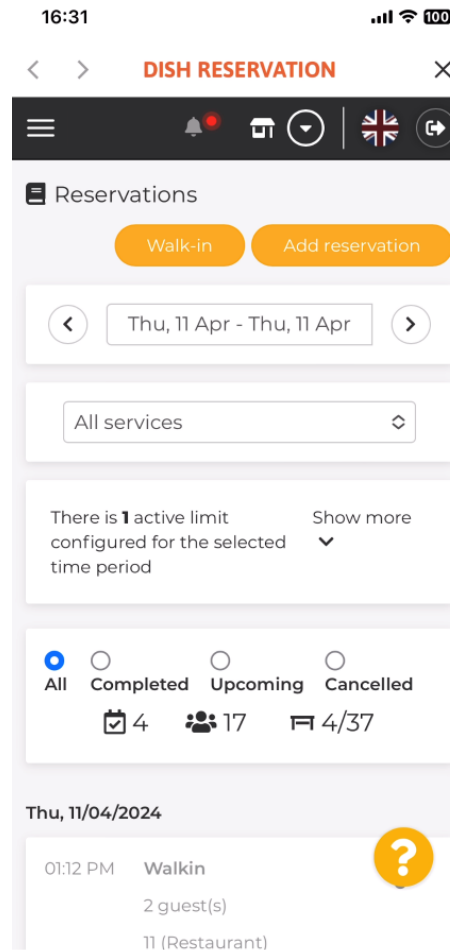 16:31
100
DISH RESERVATION
Reservations
Walk-in
Add reservation
Thu, 11 Apr - Thu, 11 Apr
All services
There is 1 active limit
configured for the selected
time period
Show more
All
Completed
Upcoming
Cancelled
4
17
4/37
Thu, 11/04/2024
01:12 PM
Walkin
2 guest(s)
11 (Restaurant)
?